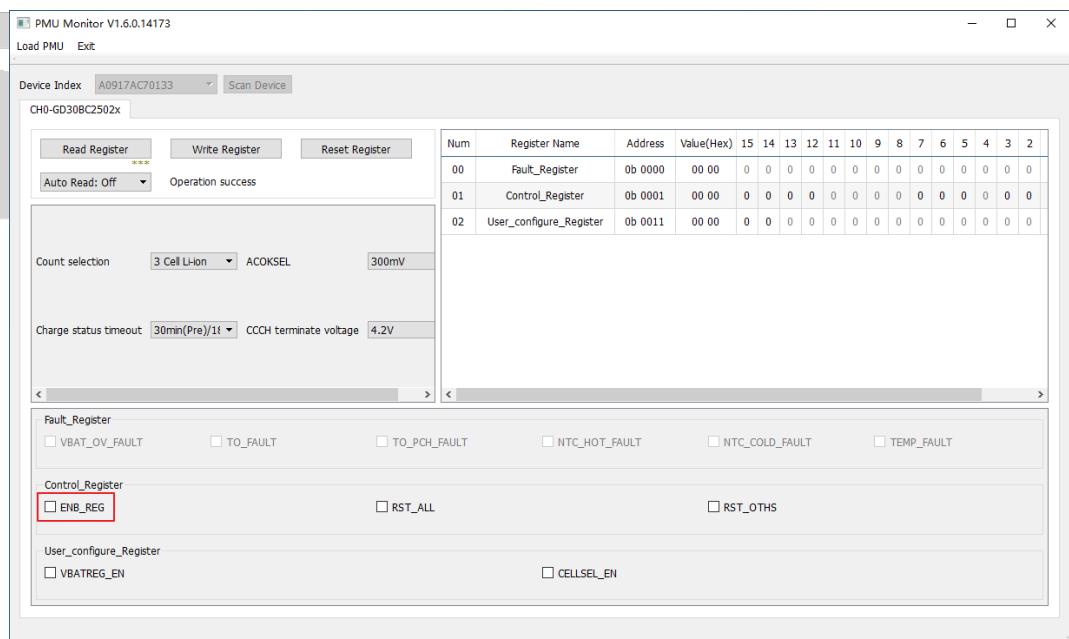 PMU Monitor V1.6.0.14173
Load PMU Exit
Device Index A0917AC70133 Scan Device
CH0-GD30BC2502x
Read Register Write Register Reset Register
***
Auto Read: Off Operation success
Count selection 3 Cell Li-ion ACOKSEL 300mV
Charge status timeout 30min(Pre)/18 CCCH terminate voltage 4.2V
Num Register Name Address Value(Hex) 15 14 13 12 11 10 9 8 7 6 5 4 3 2
00 Fault_Register 0b 0000 00 00 0 0 0 0 0 0 0 0 0 0 0 0 0 0
01 Control_Register 0b 0001 00 00 0 0 0 0 0 0 0 0 0 0 0 0 0 0
02 User_configure_Register 0b 0011 00 00 0 0 0 0 0 0 0 0 0 0 0 0 0 0
Fault_Register
VBAT_OV_FAULT TO_FAULT TO_PCH_FAULT NTC_HOT_FAULT NTC_COLD_FAULT TEMP_FAULT
Control_Register
ENB_REG RST_ALL RST_OTHS
User_configure_Register
VBATREG_EN CELLSEL_EN